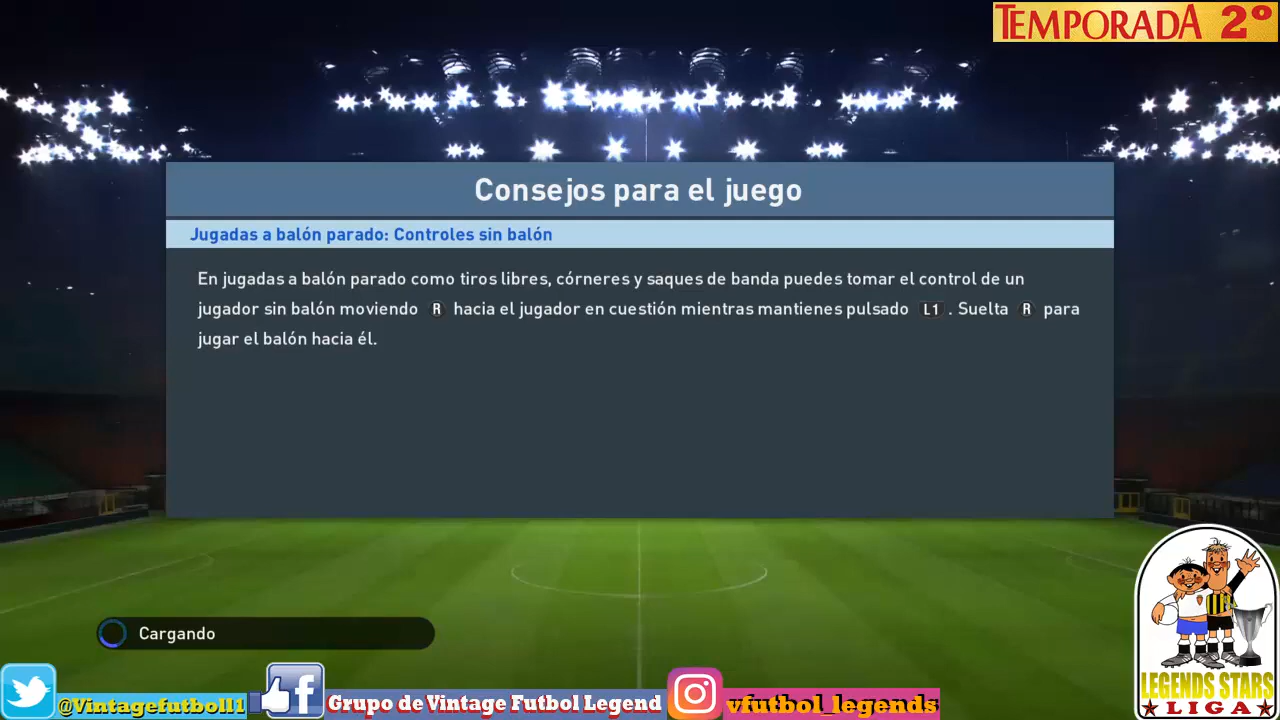 TEMPORADA 2º
Consejos para el juego
Jugadas a balón parado: Controles sin balón
En jugadas a balón parado como tiros libres, córneres y saques de banda puedes tomar el control de un
jugador sin balón moviendo R hacia el jugador en cuestión mientras mantienes pulsado L1. Suelta R para
jugar el balón hacia él.
Cargando
@Vintagefutboll1
Grupo de Vintage Futbol Legend
vfutbol_legends
LEGENDS STARS
LIGA